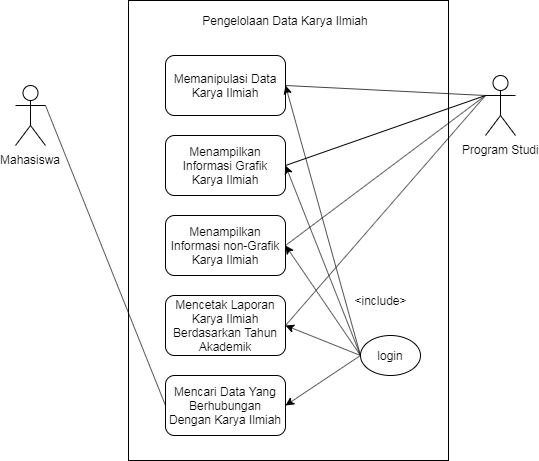 Pengelolaan Data Karya Ilmiah
Memanipulasi Data
Karya Ilmiah
Mahasiswa
Program Studi
Menampilkan
Informasi Grafik
Karya Ilmiah
Menampilkan
Informasi non-Grafik
Karya Ilmiah
<include>
Mencetak Laporan
Karya Ilmiah
Berdasarkan Tahun
Akademik
login
Mencari Data Yang
Berhubungan
Dengan Karya Ilmiah